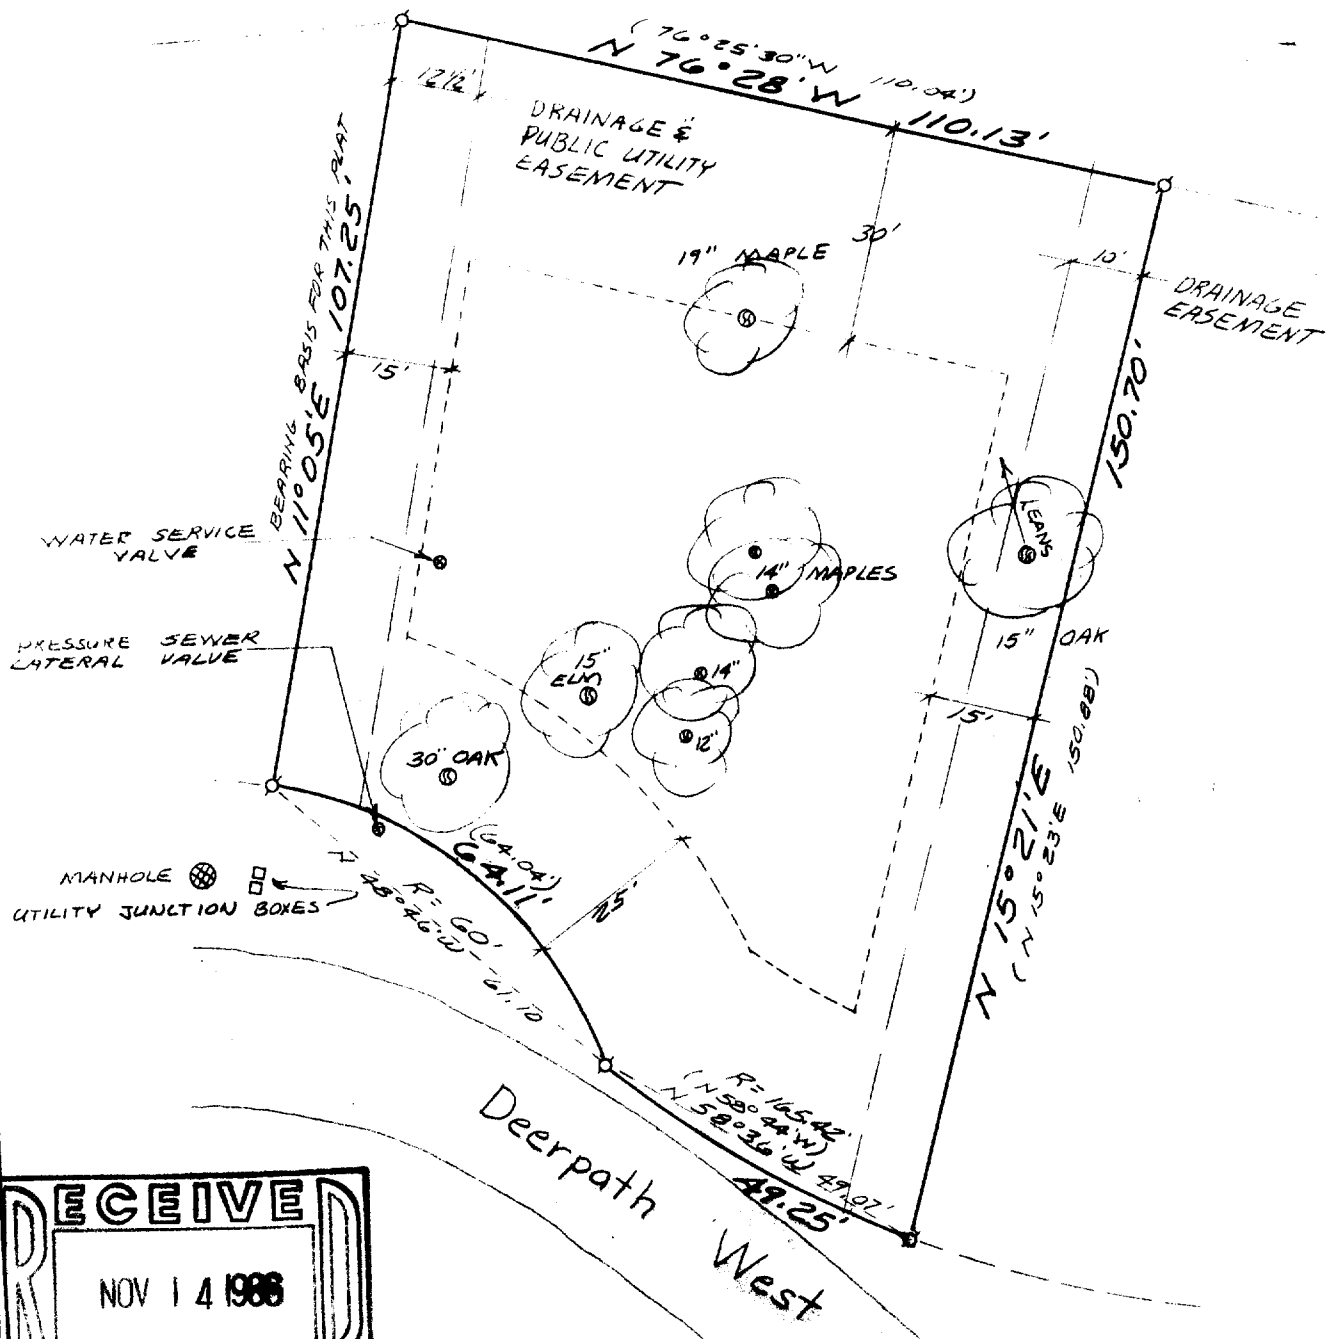 (76°25'30"W 110.04')
N 76°28'W 110.13'
12½'
DRAINAGE &
PUBLIC UTILITY
EASEMENT
BEARING BASIS FOR THIS PLAT
N 11°05'E 107.25'
19" MAPLE
30'
10'
DRAINAGE
EASEMENT
15'
150.70'
WATER SERVICE
VALVE
LEANS
14" MAPLES
15" OAK
PRESSURE SEWER
LATERAL VALVE
15"
ELM
14"
12"
15'
30" OAK
N 15°21'E
(N 15°23'E 150.88')
(64.04')
64.11'
R=60'
N 48°46'W - 61.10
25'
MANHOLE
UTILITY JUNCTION BOXES
R=165.42'
(N 58°44'W)
N 58°36'W 49.07'
49.25'
Deerpath West
RECEIVED
NOV 14 1986